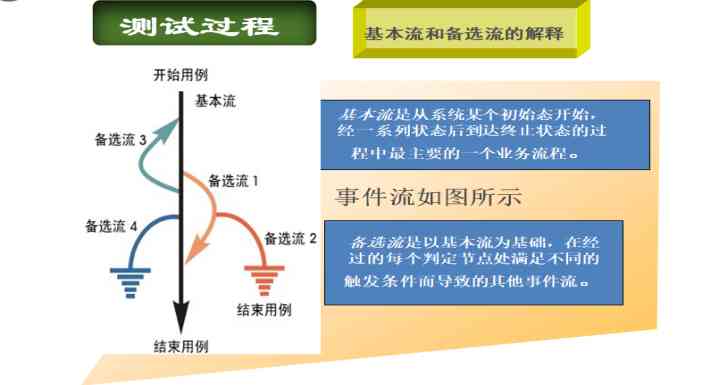 测试过程
基本流和备选流的解释
开始用例
基本流
备选流 3
备选流 1
备选流 4
备选流 2
结束用例
结束用例
基本流是从系统某个初始态开始，
经一系列状态后到达终止状态的过
程中最主要的一个业务流程。
事件流如图所示
备选流是以基本流为基础，在经
过的每个判定节点处满足不同的
触发条件而导致的其他事件流。